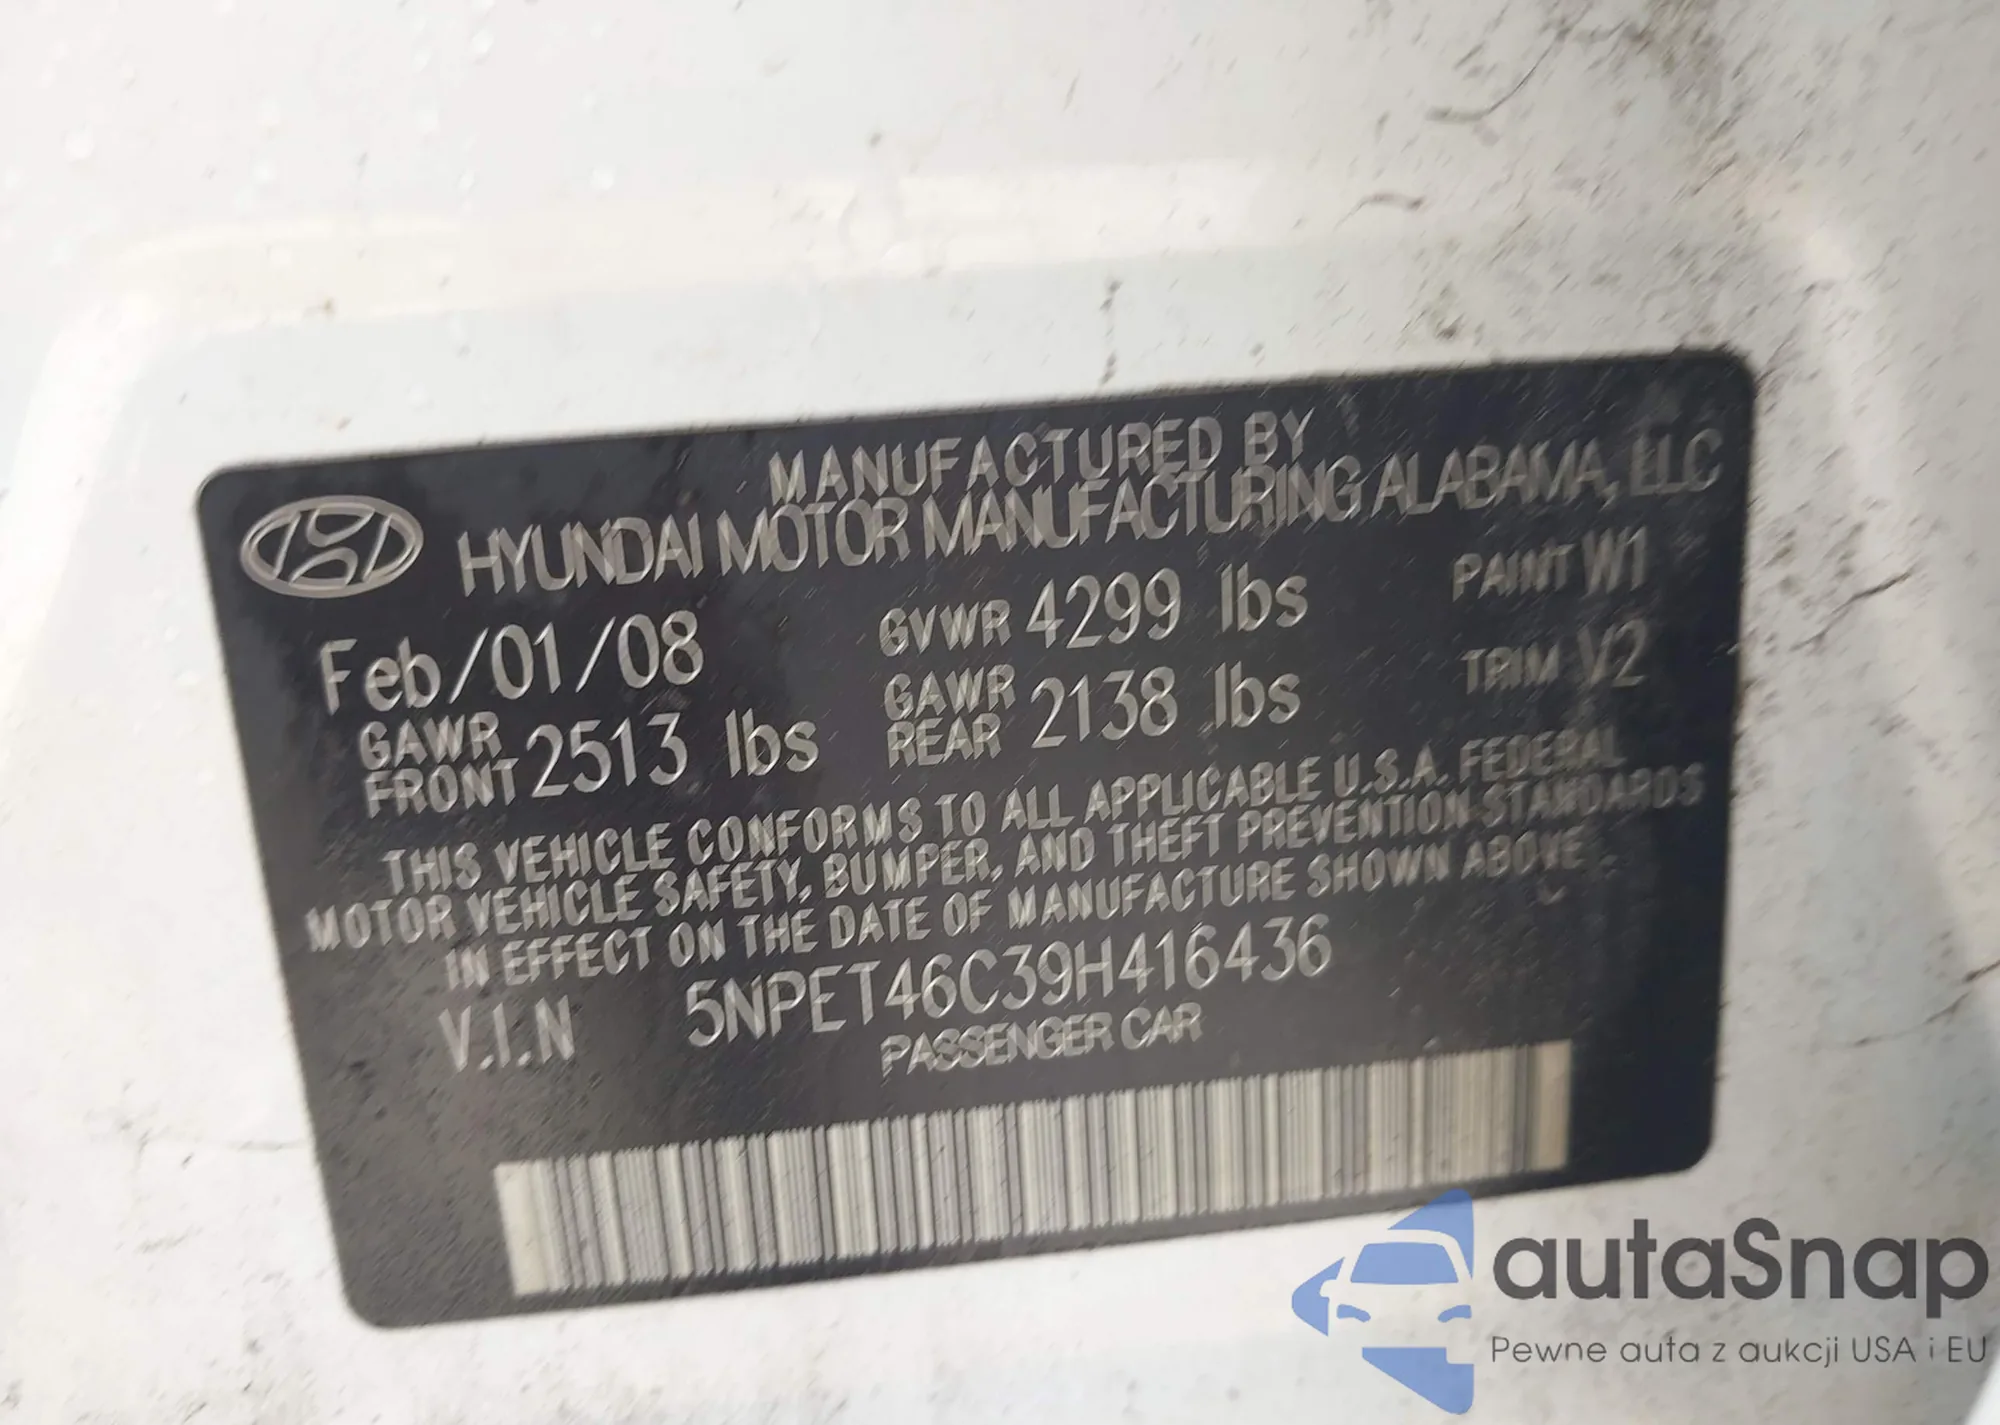 MANUFACTURED BY
HYUNDAI MOTOR MANUFACTURING ALABAMA, LLC
Feb/01/08 GVWR 4299 lbs PAINT W1
GAWR FRONT 2513 lbs GAWR REAR 2138 lbs TRIM V2
THIS VEHICLE CONFORMS TO ALL APPLICABLE U.S.A. FEDERAL
MOTOR VEHICLE SAFETY, BUMPER, AND THEFT PREVENTION STANDARDS
IN EFFECT ON THE DATE OF MANUFACTURE SHOWN ABOVE
V.I.N 5NPET46C39H416436
PASSENGER CAR
autaSnap
Pewne auta z aukcji USA i EU